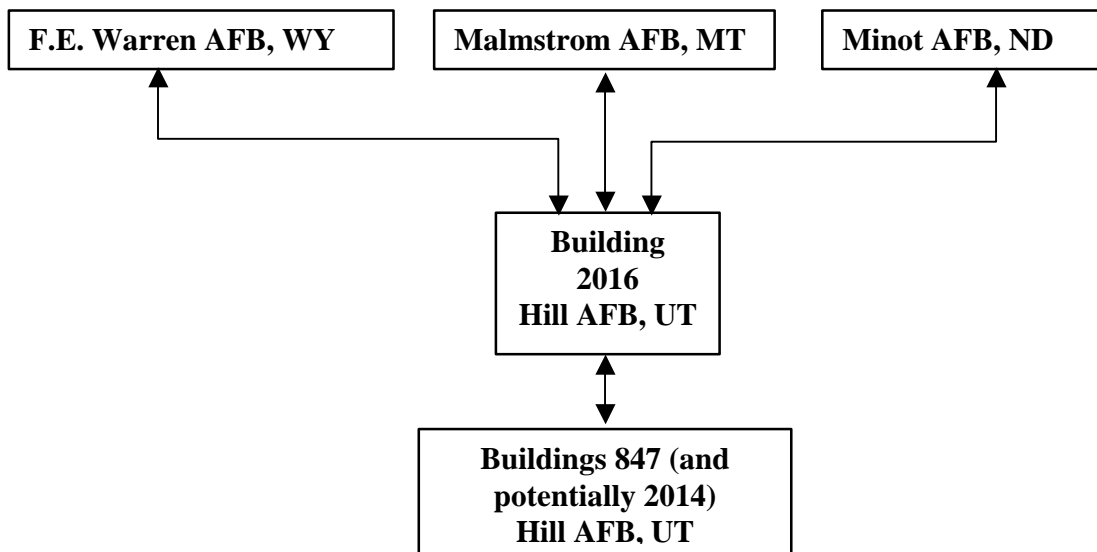 F.E. Warren AFB, WY
Malmstrom AFB, MT
Minot AFB, ND
Building
2016
Hill AFB, UT
Buildings 847 (and
potentially 2014)
Hill AFB, UT